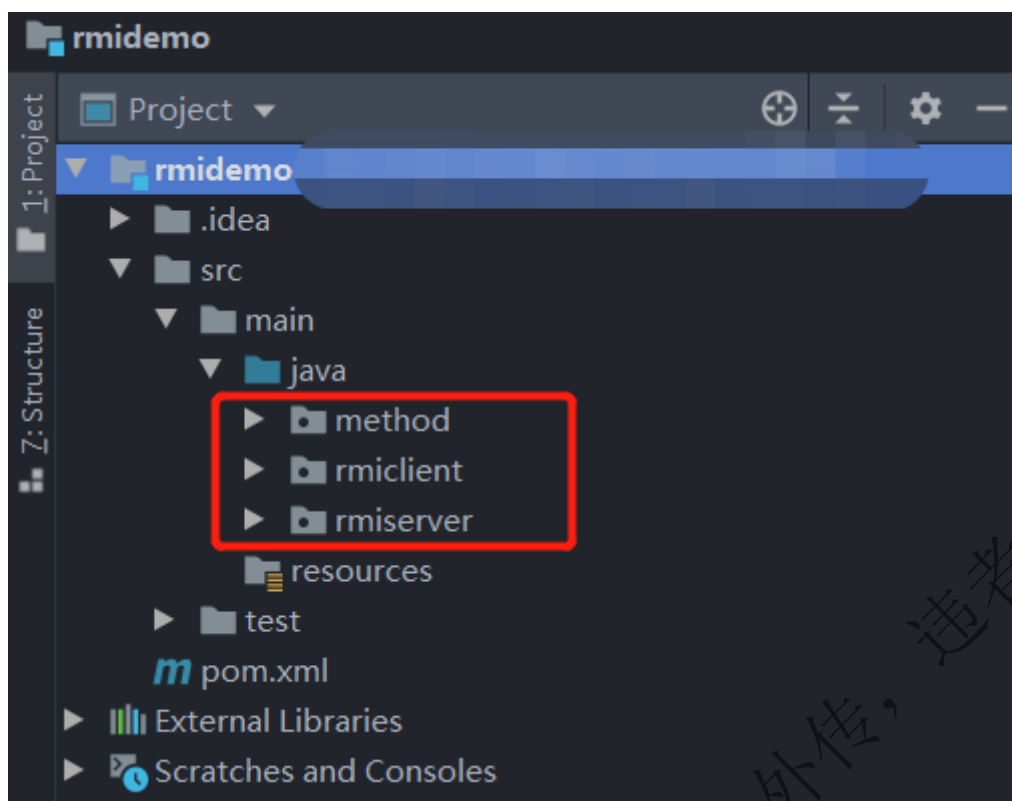 rmidemo
1: Project
Project
rmidemo
.idea
src
main
7: Structure
java
method
rmiclient
rmiserver
resources
test
pom.xml
External Libraries
Scratches and Consoles
外传，违者